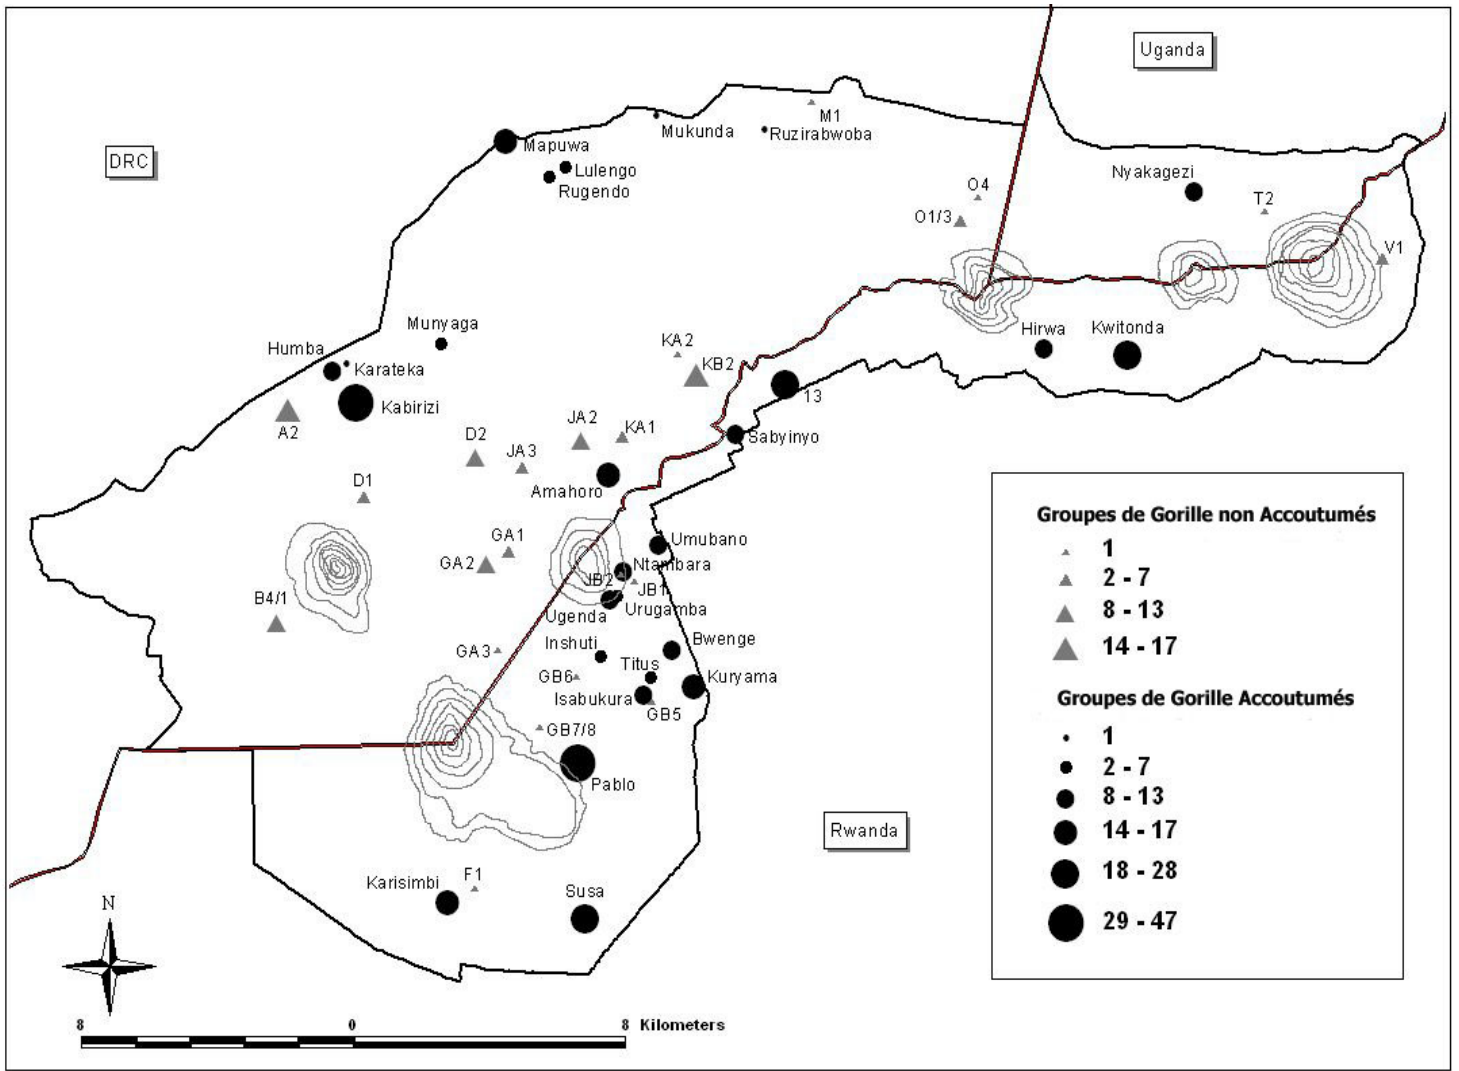 Uganda
DRC
M1
Mukunda
Ruzirabwoba
Mapuwa
Lulengo
Rugendo
Nyakagezi
O4
T2
O1/3
V1
Munyaga
Hirwa
Kwitonda
Humba
Karateka
KA2
KB2
Kabirizi
13
A2
JA2
KA1
D2
JA3
Sabyinyo
D1
Amahoro
GA1
Umubano
GA2
Ntambara
JB2
JB1
B4/1
Ugenda
Urugamba
Inshuti
Bwenge
GA3
Titus
GB6
Kuryama
Isabukura
GB5
GB7/8
Pablo
Rwanda
Karisimbi
F1
Susa
Groupes de Gorille non Accoutumés
1
2 - 7
8 - 13
14 - 17
Groupes de Gorille Accoutumés
1
2 - 7
8 - 13
14 - 17
18 - 28
29 - 47
N
8 0 8 Kilometers